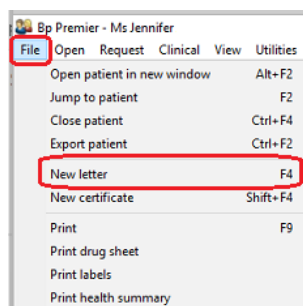 Bp Premier - Ms Jennifer
File Open Request Clinical View Utilities
Open patient in new window Alt+F2
Jump to patient F2
Close patient Ctrl+F4
Export patient Ctrl+F2
New letter F4
New certificate Shift+F4
Print F9
Print drug sheet
Print labels
Print health summary